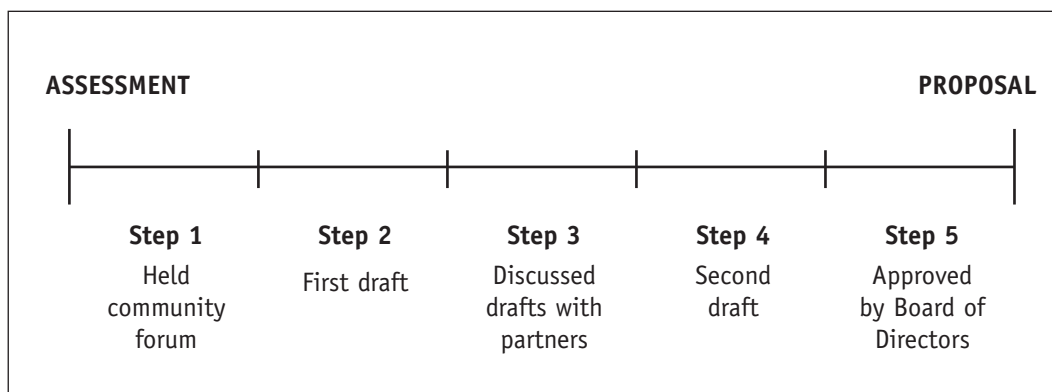 ASSESSMENT
PROPOSAL
Step 1
Held
community
forum
Step 2
First draft
Step 3
Discussed
drafts with
partners
Step 4
Second
draft
Step 5
Approved
by Board of
Directors